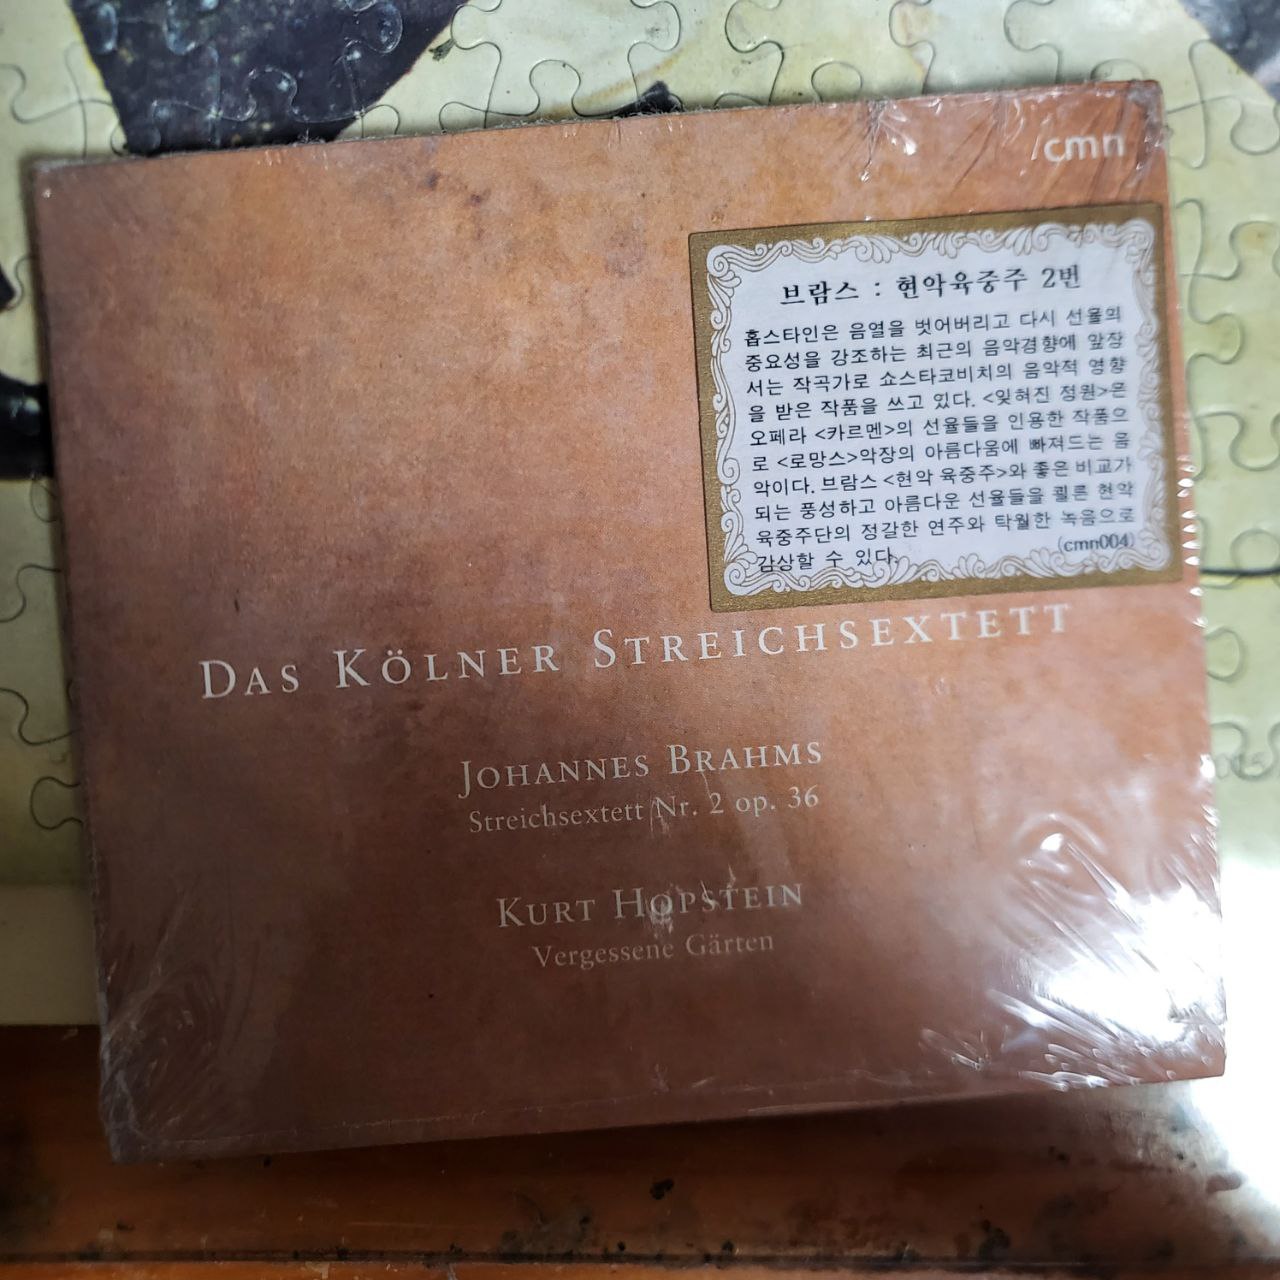 cmn
브람스 : 현악육중주 2번
홉스타인은 음열을 벗어버리고 다시 선율의
중요성을 강조하는 최근의 음악경향에 앞장
서는 작곡가로 쇼스타코비치의 음악적 영향
을 받은 작품을 쓰고 있다. <잊혀진 정원>은
오페라 <카르멘>의 선율들을 인용한 작품으
로 <로망스>악장의 아름다움에 빠져드는 음
악이다. 브람스 <현악 육중주>와 좋은 비교가
되는 풍성하고 아름다운 선율들을 쾰른 현악
육중주단의 정갈한 연주와 탁월한 녹음으로
감상할 수 있다. (cmn004)
DAS KÖLNER STREICHSEXTETT
JOHANNES BRAHMS
Streichsextett Nr. 2 op. 36
KURT HOPSTEIN
Vergessene Gärten